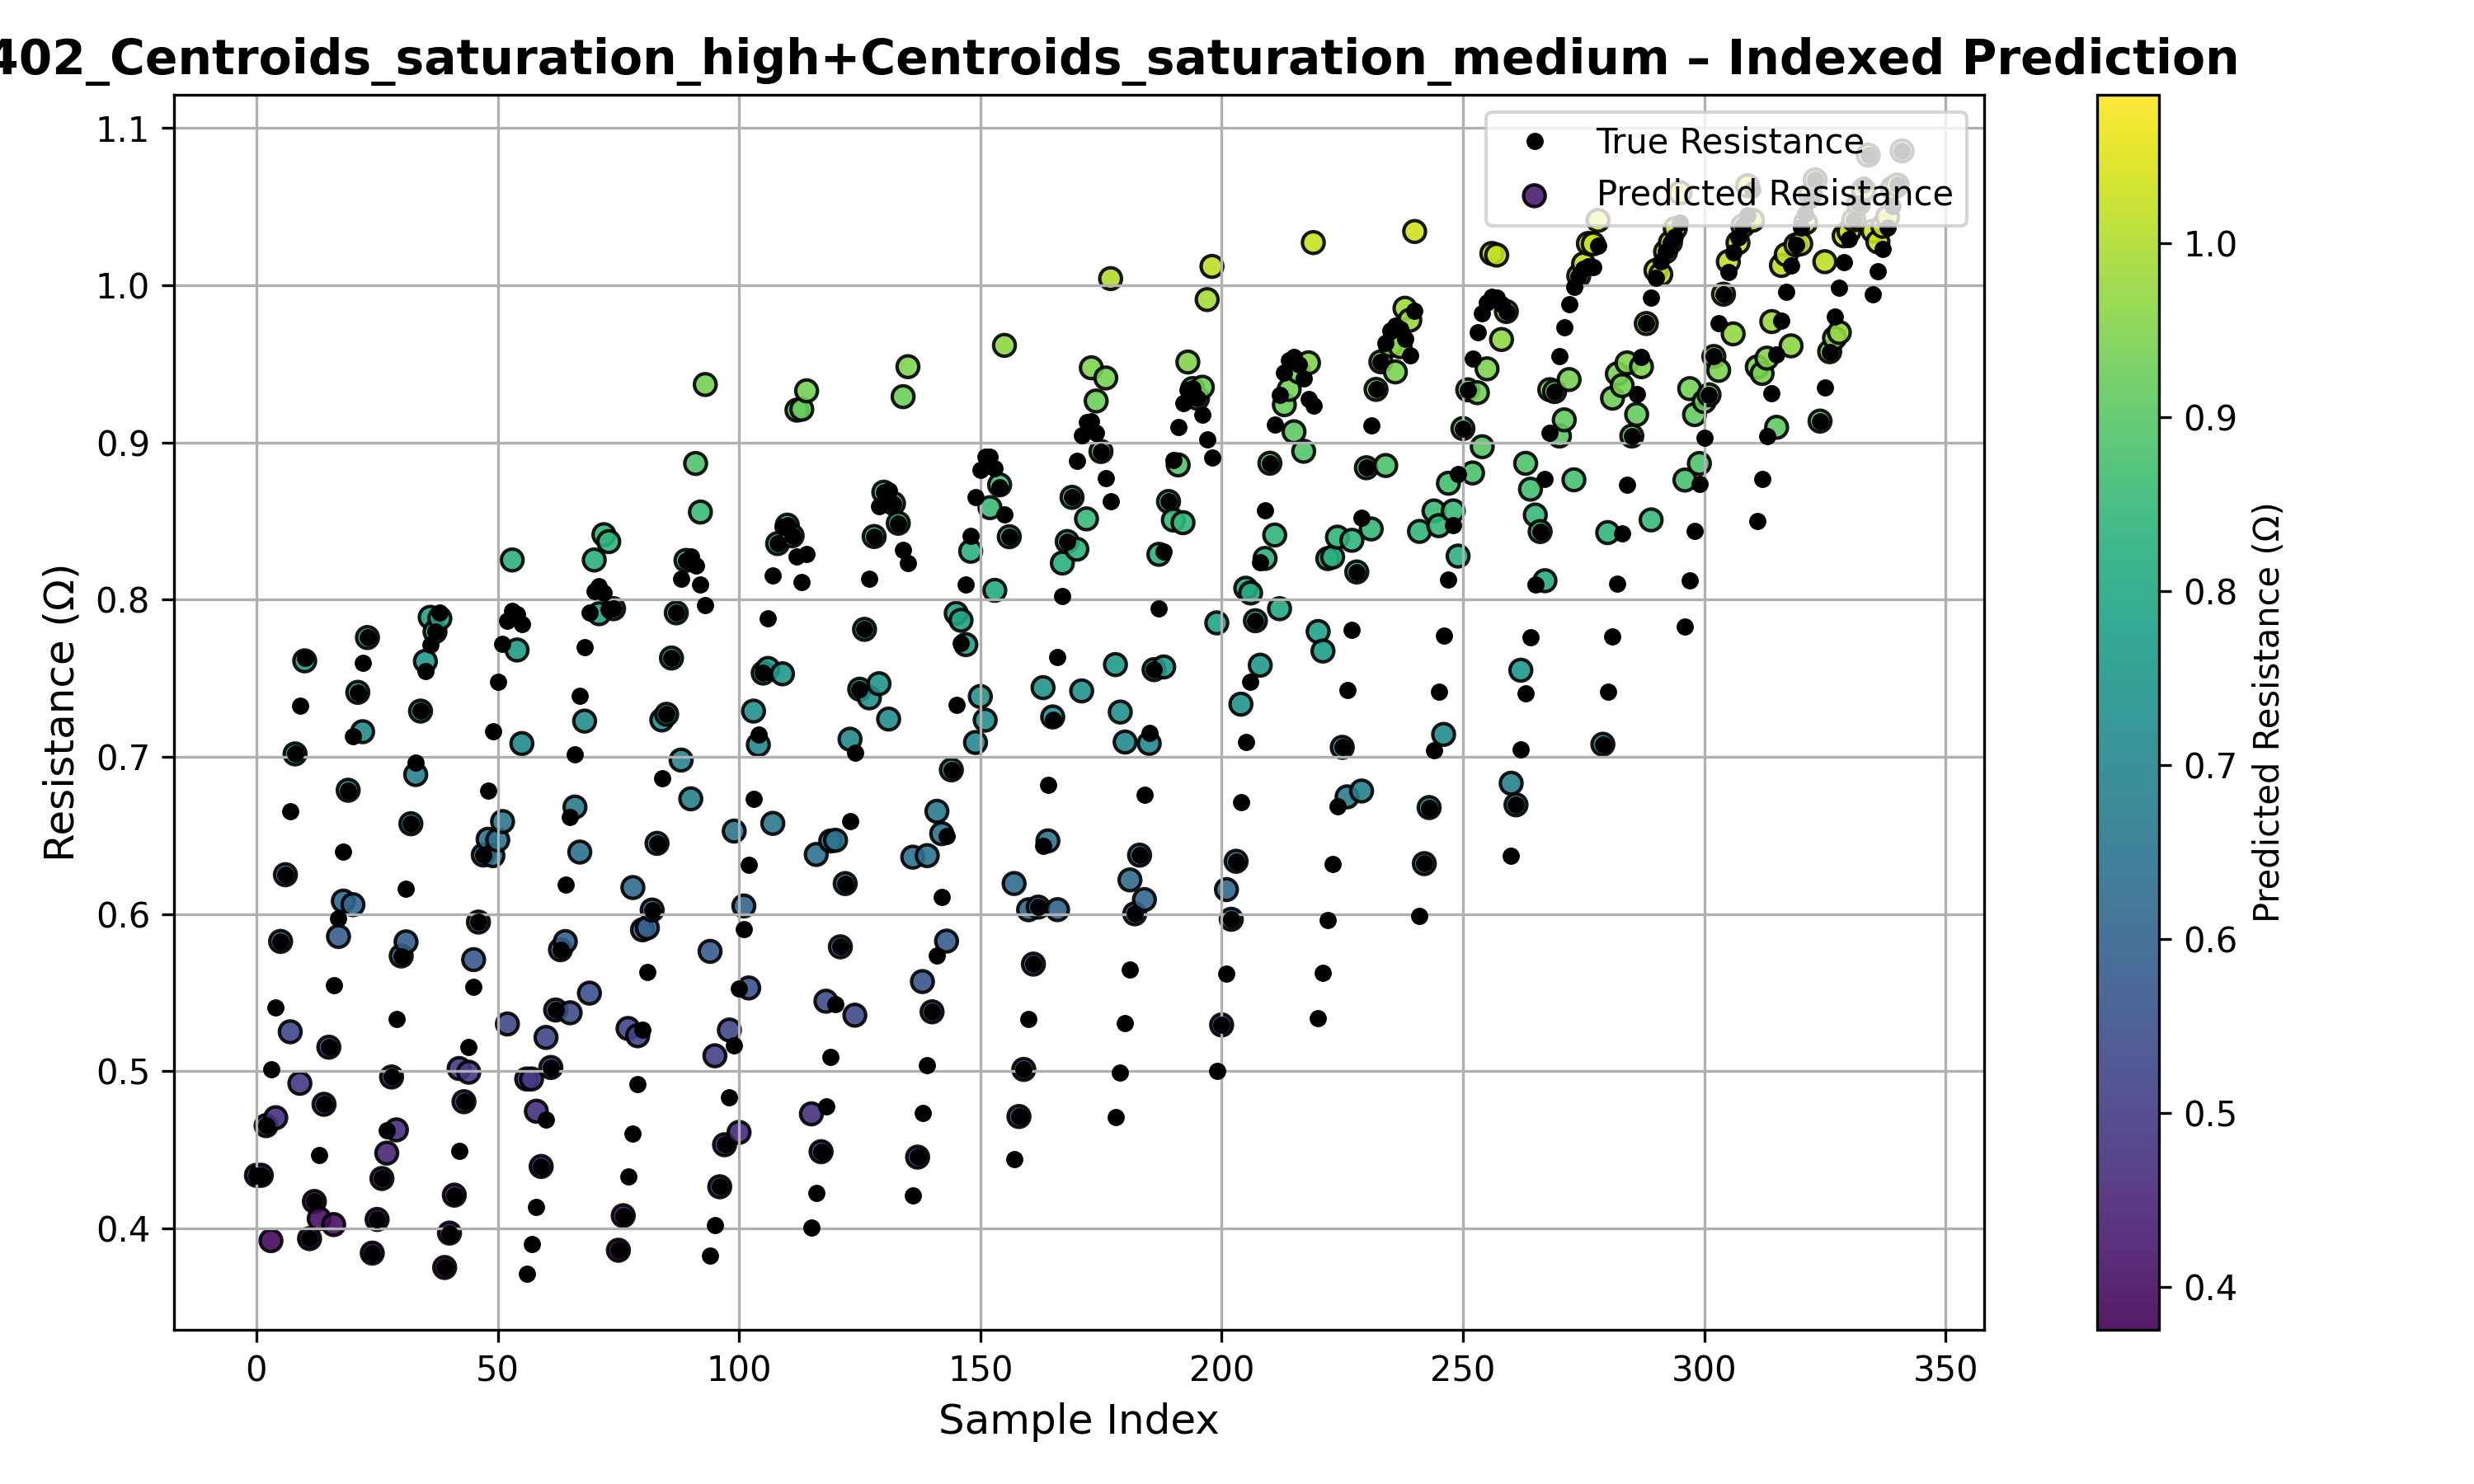 402_Centroids_saturation_high+Centroids_saturation_medium – Indexed Prediction
True Resistance
Predicted Resistance
Resistance (Ω)
1.1
1.0
0.9
0.8
0.7
0.6
0.5
0.4
0 50 100 150 200 250 300 350
Sample Index
1.0
0.9
0.8
0.7
0.6
0.5
0.4
Predicted Resistance (Ω)